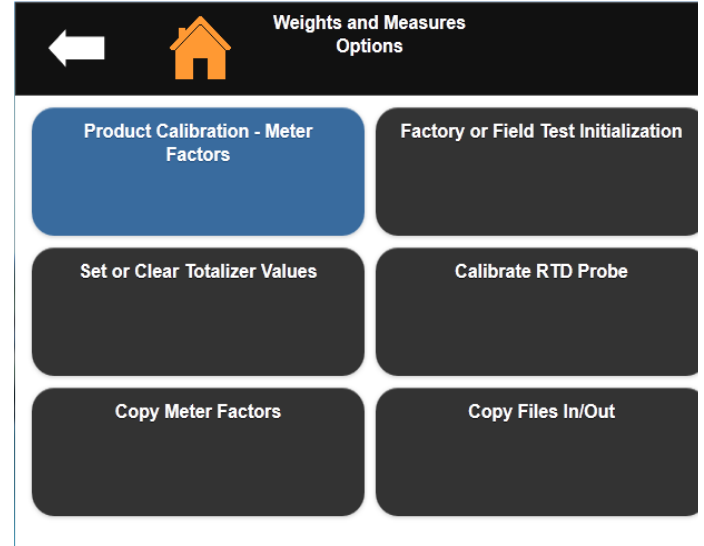 Weights and Measures
Options
Product Calibration - Meter
Factors
Factory or Field Test Initialization
Set or Clear Totalizer Values
Calibrate RTD Probe
Copy Meter Factors
Copy Files In/Out